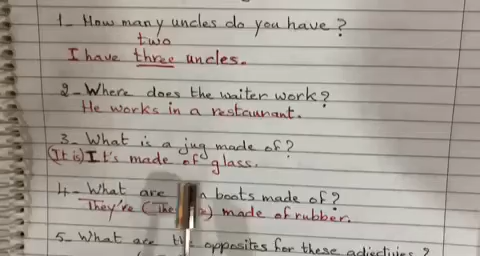 1- How many uncles do you have?
two
I have three uncles.
2- Where does the waiter work?
He works in a restaurant.
3- What is a jug made of?
(It is) It's made of glass.
4- What are boots made of?
They're made of rubber.
5- What are the opposites for these adjectives?